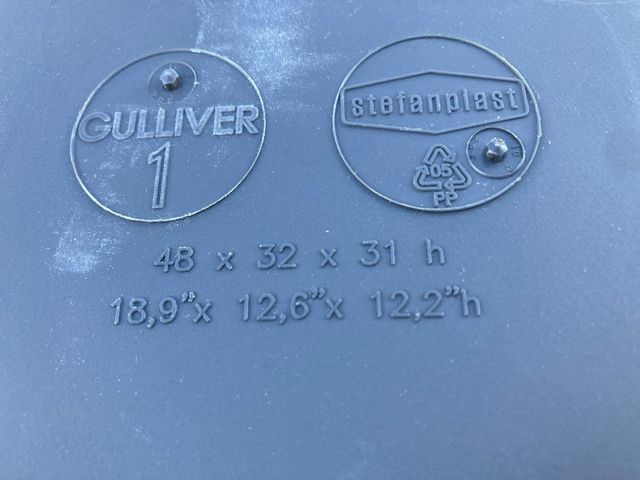 GULLIVER
1
stefanplast
05
PP
48 x 32 x 31 h
18,9"x 12,6"x 12,2"h